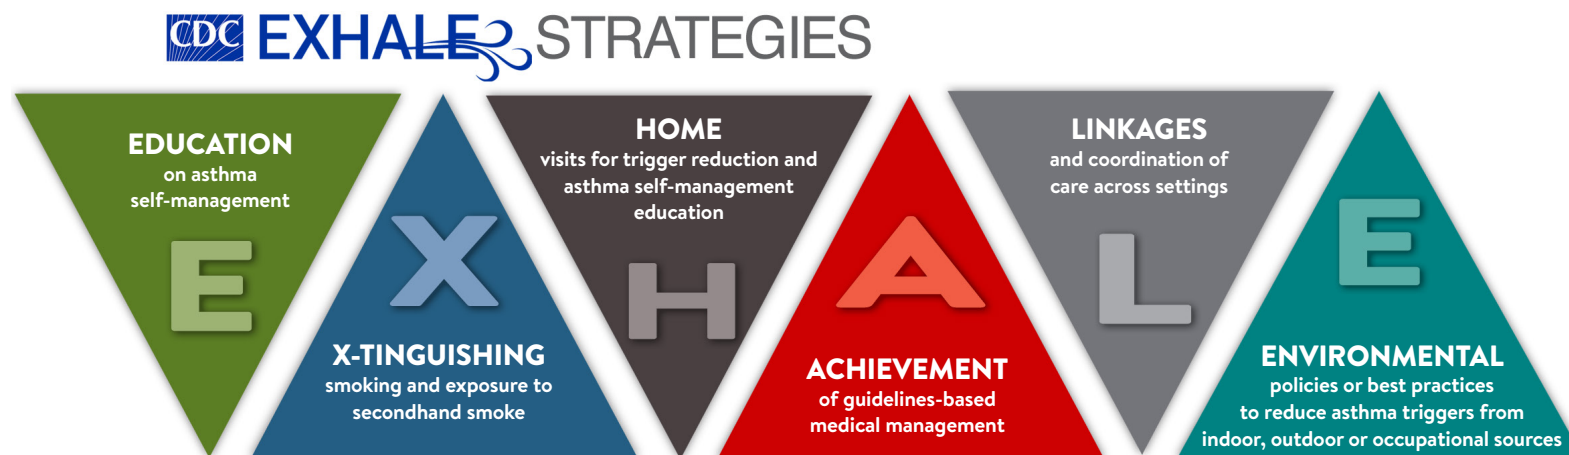 CDC EXHALE STRATEGIES
EDUCATION
on asthma
self-management
E
X
X-TINGUISHING
smoking and exposure to
secondhand smoke
HOME
visits for trigger reduction and
asthma self-management
education
H
A
ACHIEVEMENT
of guidelines-based
medical management
LINKAGES
and coordination of
care across settings
L
E
ENVIRONMENTAL
policies or best practices
to reduce asthma triggers from
indoor, outdoor or occupational sources